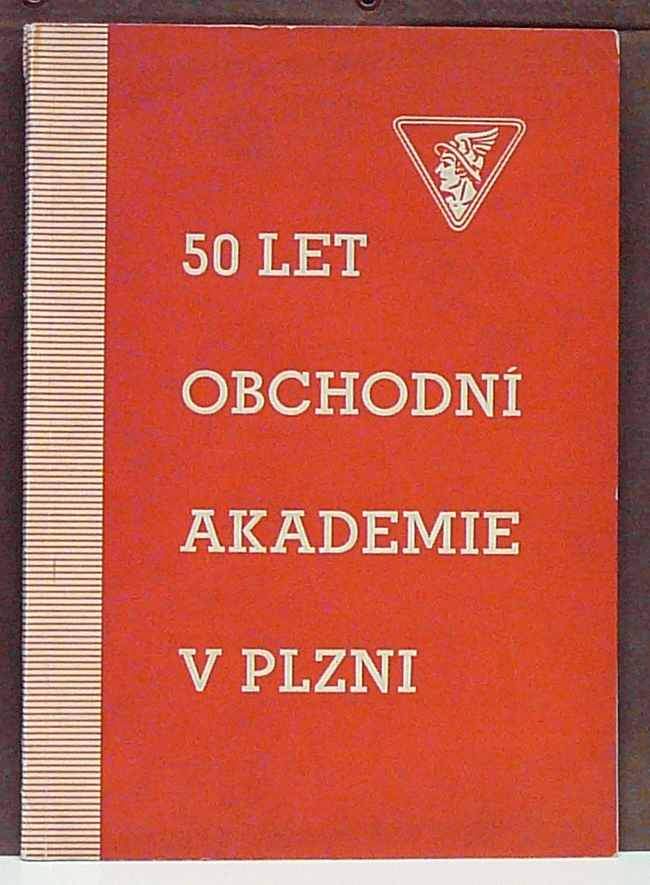 50 LET
OBCHODNÍ
AKADEMIE
V PLZNI